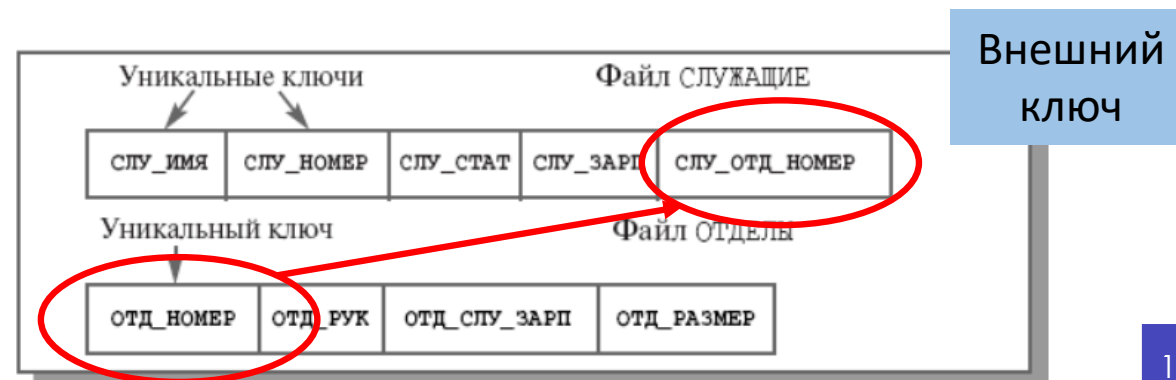 Внешний
ключ
Уникальные ключи
Файл СЛУЖАЩИЕ
СЛУ_ИМЯ СЛУ_НОМЕР СЛУ_СТАТ СЛУ_ЗАРП СЛУ_ОТД_НОМЕР
Уникальный ключ
Файл ОТДЕЛЫ
ОТД_НОМЕР ОТД_РУК ОТД_СЛУ_ЗАРП ОТД_РАЗМЕР
1